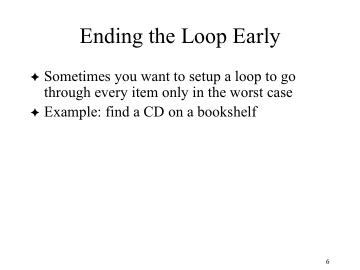 Ending the Loop Early
✦ Sometimes you want to setup a loop to go
through every item only in the worst case
✦ Example: find a CD on a bookshelf
6